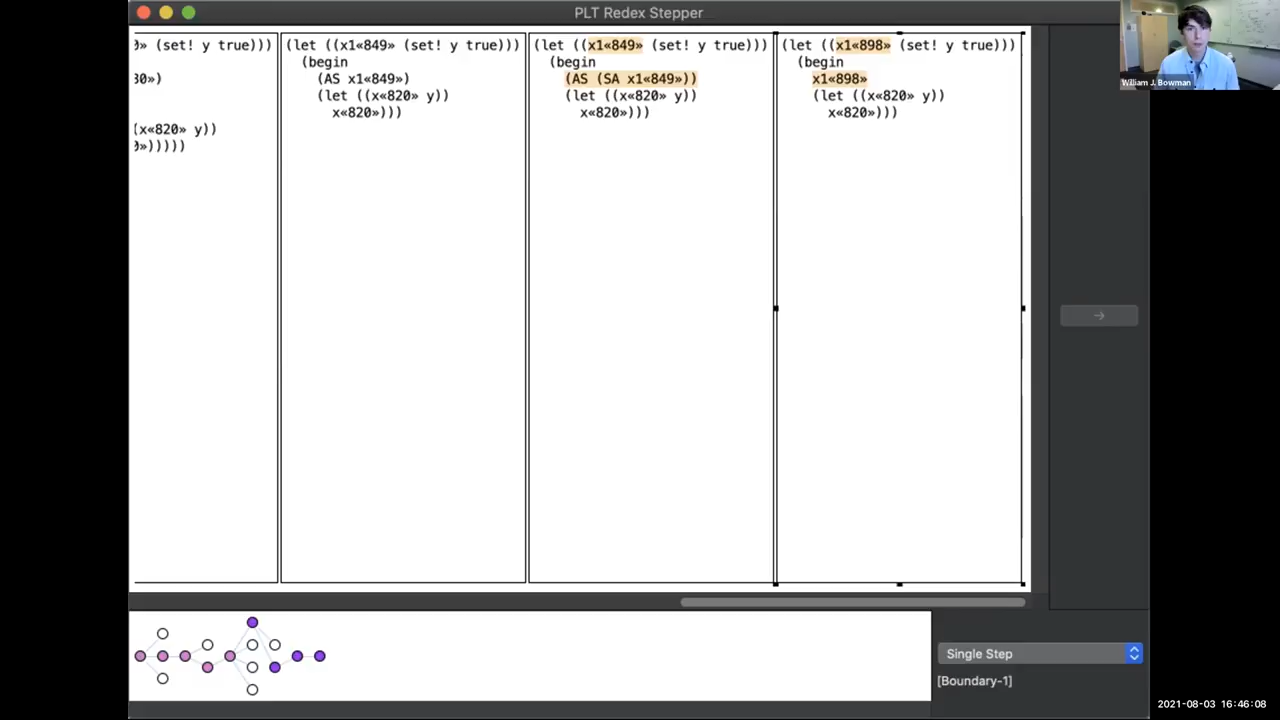 PLT Redex Stepper
William J. Bowman
» (set! y true)))
»)
(x«820» y))
»)))))
(let ((x1«849» (set! y true)))
(begin
(AS x1«849»)
(let ((x«820» y))
x«820»)))
(let ((x1«849» (set! y true)))
(begin
(AS (SA x1«849»))
(let ((x«820» y))
x«820»)))
(let ((x1«898» (set! y true)))
(begin
x1«898»
(let ((x«820» y))
x«820»)))
→
Single Step
[Boundary-1]
2021-08-03 16:46:08